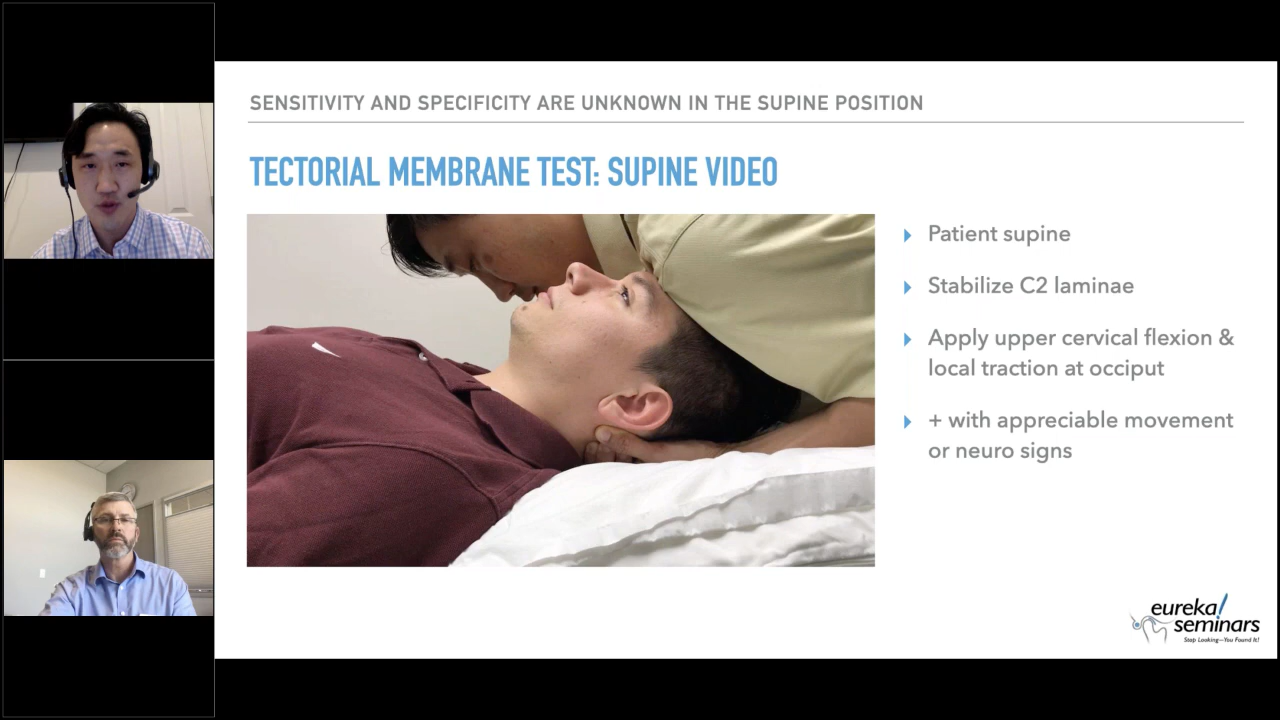 SENSITIVITY AND SPECIFICITY ARE UNKNOWN IN THE SUPINE POSITION
TECTORIAL MEMBRANE TEST: SUPINE VIDEO
Patient supine
Stabilize C2 laminae
Apply upper cervical flexion &
local traction at occiput
+ with appreciable movement
or neuro signs
eureka!
seminars
Stop Looking—You Found It!